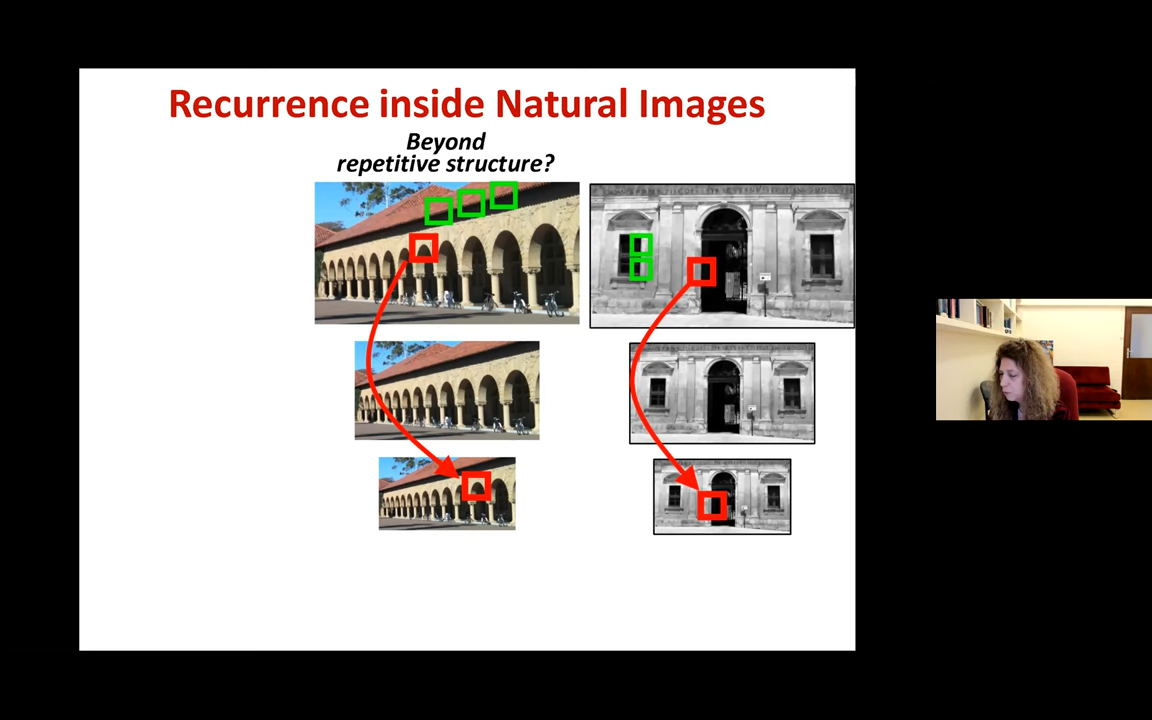 Recurrence inside Natural Images
Beyond
repetitive structure?